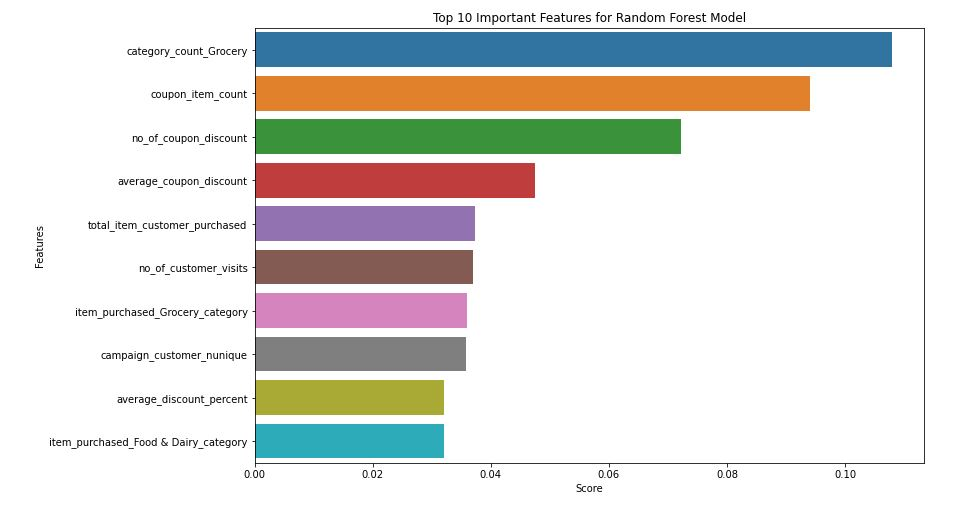 Top 10 Important Features for Random Forest Model
Features
category_count_Grocery
coupon_item_count
no_of_coupon_discount
average_coupon_discount
total_item_customer_purchased
no_of_customer_visits
item_purchased_Grocery_category
campaign_customer_nunique
average_discount_percent
item_purchased_Food & Dairy_category
0.00 0.02 0.04 0.06 0.08 0.10
Score